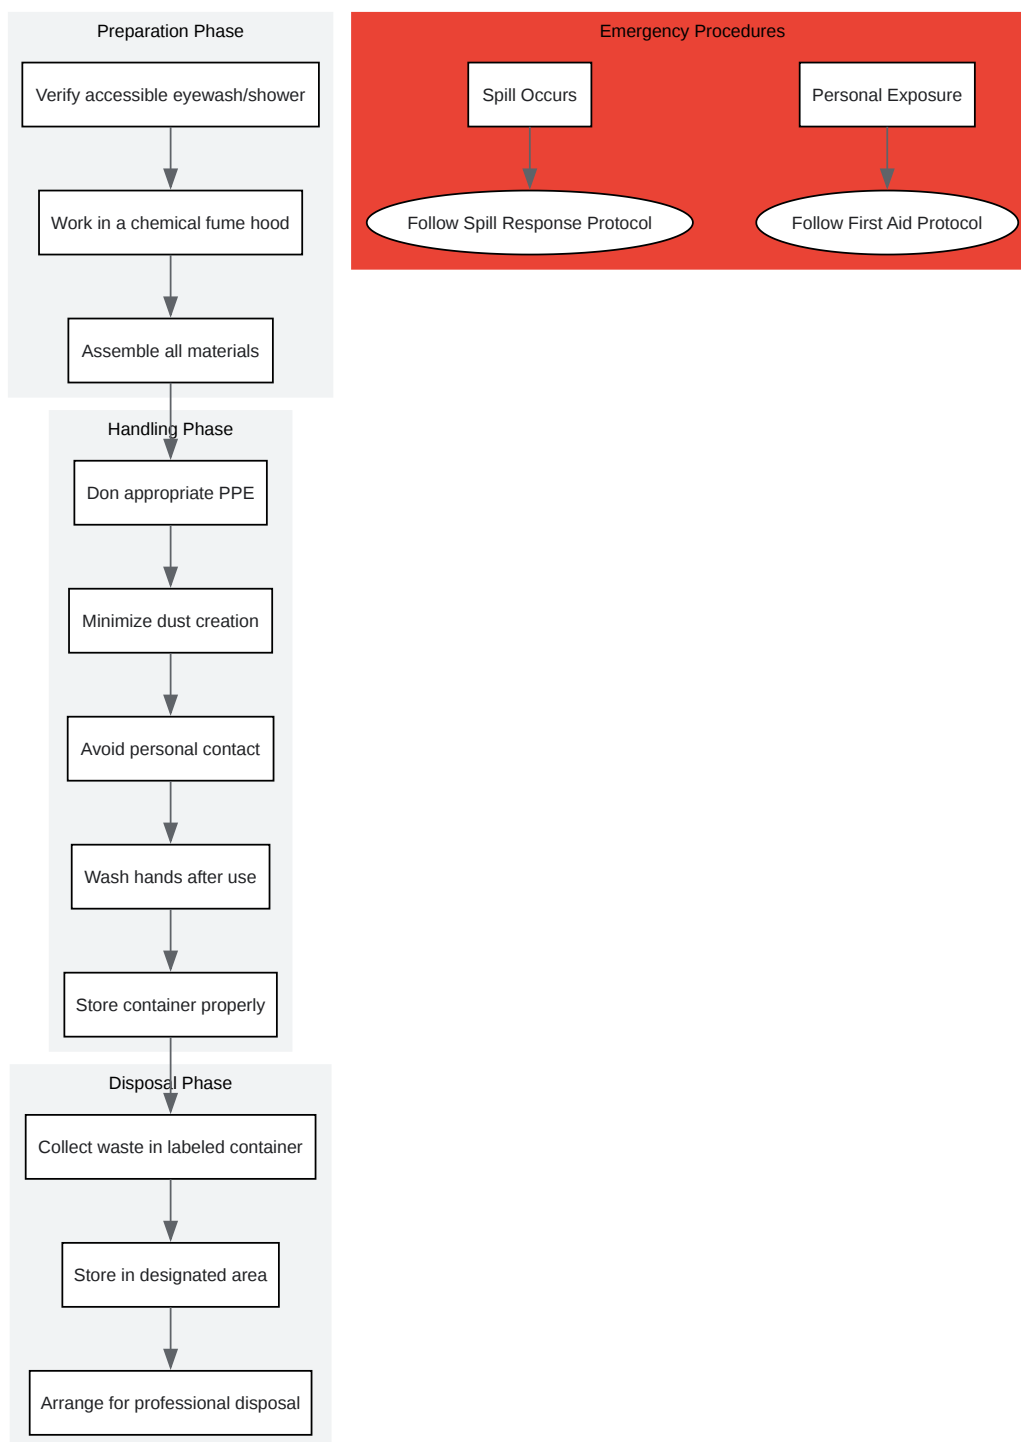 Preparation Phase
Verify accessible eyewash/shower
Work in a chemical fume hood
Assemble all materials
Handling Phase
Don appropriate PPE
Minimize dust creation
Avoid personal contact
Wash hands after use
Store container properly
Disposal Phase
Collect waste in labeled container
Store in designated area
Arrange for professional disposal
Emergency Procedures
Spill Occurs
Follow Spill Response Protocol
Personal Exposure
Follow First Aid Protocol